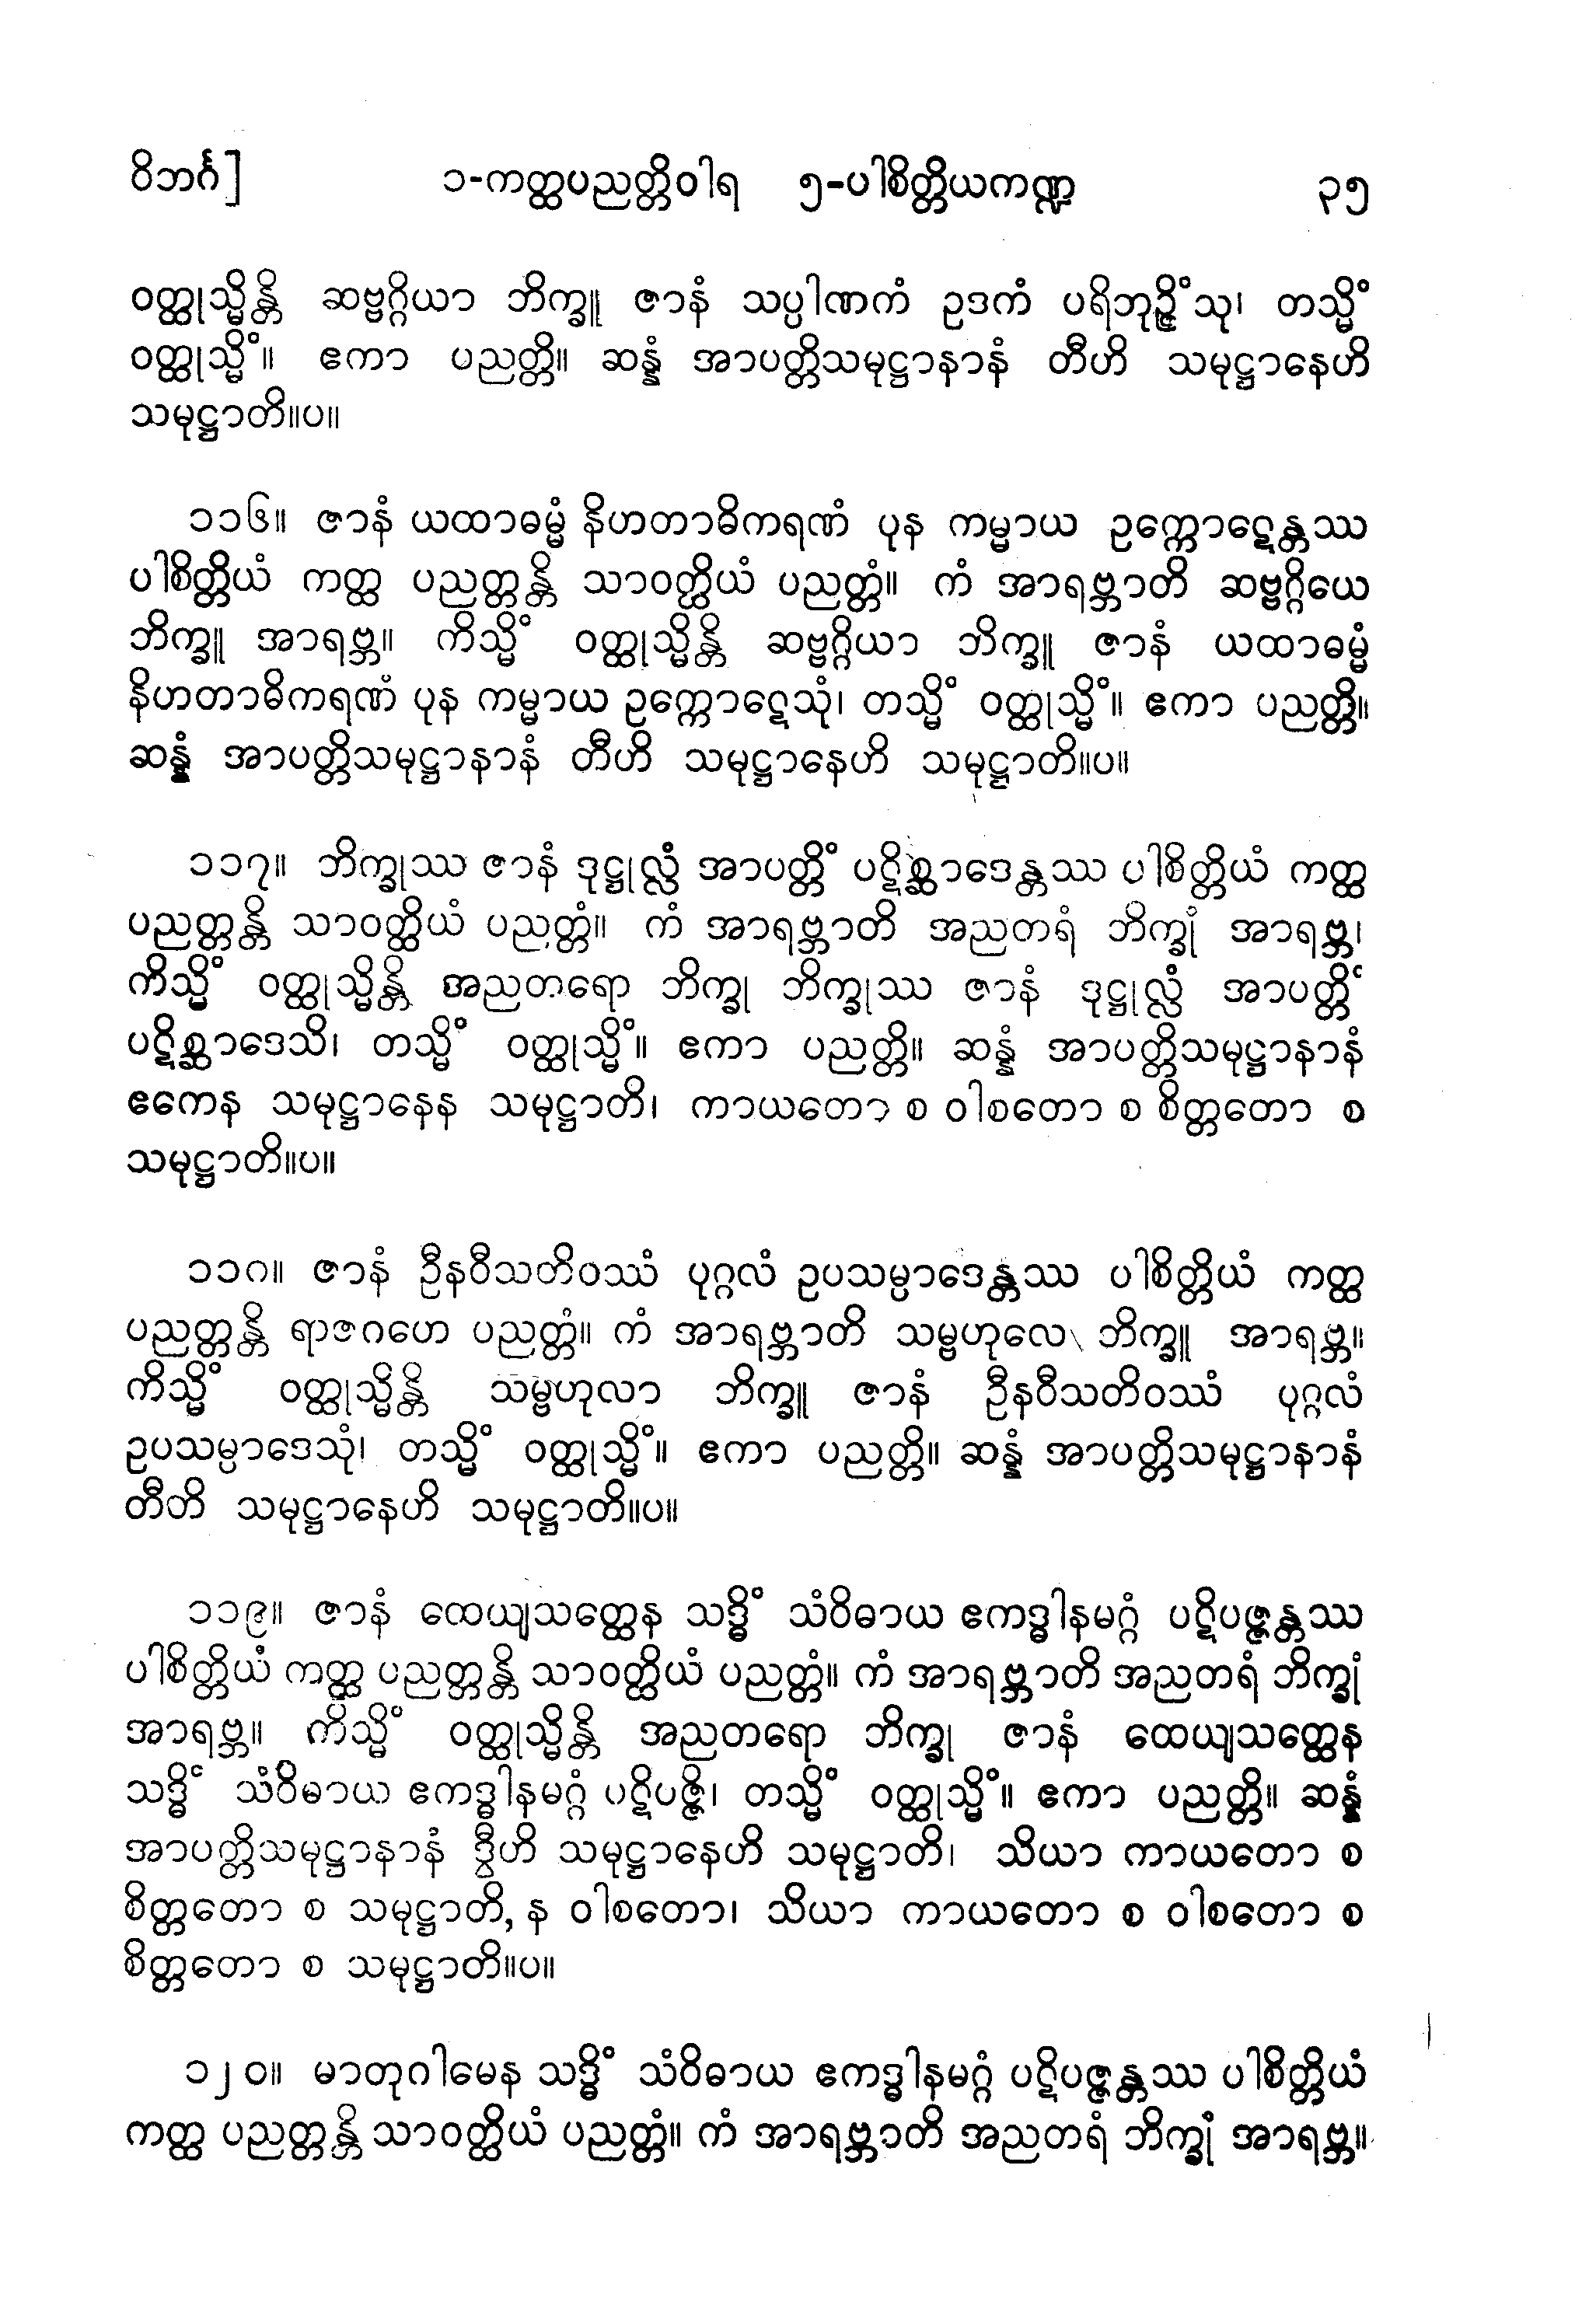 ဝိဘင်္ဂ] ၁-ကတ္ထပညတ္တိဝါရ ၅-ပါစိတ္တိယကဏ္ဍ ၃၅
ဝတ္ထုသ္မိန္တိ ဆဗ္ဗဂ္ဂိယာ ဘိက္ခူ ဇာနံ သပ္ပါဏကံ ဥဒကံ ပရိဘုဉ္ဇိံသု၊ တသ္မိံ
ဝတ္ထုသ္မိံ။ ဧကာ ပညတ္တိ။ ဆန္နံ အာပတ္တိသမုဋ္ဌာနာနံ တီဟိ သမုဋ္ဌာနေဟိ
သမုဋ္ဌာတိ။ပ။
၁၁၆။ ဇာနံ ယထာဓမ္မံ နိဟတာဓိကရဏံ ပုန ကမ္မာယ ဥက္ကောဋေန္တဿ
ပါစိတ္တိယံ ကတ္ထ ပညတ္တန္တိ သာဝတ္ထိယံ ပညတ္တံ။ ကံ အာရဗ္ဘာတိ ဆဗ္ဗဂ္ဂိယေ
ဘိက္ခူ အာရဗ္ဘ။ ကိသ္မိံ ဝတ္ထုသ္မိန္တိ ဆဗ္ဗဂ္ဂိယာ ဘိက္ခူ ဇာနံ ယထာဓမ္မံ
နိဟတာဓိကရဏံ ပုန ကမ္မာယ ဥက္ကောဋေသုံ၊ တသ္မိံ ဝတ္ထုသ္မိံ။ ဧကာ ပညတ္တိ။
ဆန္နံ အာပတ္တိသမုဋ္ဌာနာနံ တီဟိ သမုဋ္ဌာနေဟိ သမုဋ္ဌာတိ။ပ။
၁၁၇။ ဘိက္ခုဿ ဇာနံ ဒုဋ္ဌုလ္လံ အာပတ္တိံ ပဋိစ္ဆာဒေန္တဿ ပါစိတ္တိယံ ကတ္ထ
ပညတ္တန္တိ သာဝတ္ထိယံ ပညတ္တံ။ ကံ အာရဗ္ဘာတိ အညတရံ ဘိက္ခုံ အာရဗ္ဘ၊
ကိသ္မိံ ဝတ္ထုသ္မိန္တိ အညတရော ဘိက္ခု ဘိက္ခုဿ ဇာနံ ဒုဋ္ဌုလ္လံ အာပတ္တိံ
ပဋိစ္ဆာဒေသိ၊ တသ္မိံ ဝတ္ထုသ္မိံ။ ဧကာ ပညတ္တိ။ ဆန္နံ အာပတ္တိသမုဋ္ဌာနာနံ
ဧကေန သမုဋ္ဌာနေန သမုဋ္ဌာတိ၊ ကာယတော စ ဝါစတော စ စိတ္တတော စ
သမုဋ္ဌာတိ။ပ။
၁၁၈။ ဇာနံ ဦနဝီသတိဝဿံ ပုဂ္ဂလံ ဥပသမ္ပာဒေန္တဿ ပါစိတ္တိယံ ကတ္ထ
ပညတ္တန္တိ ရာဇဂဟေ ပညတ္တံ။ ကံ အာရဗ္ဘာတိ သမ္ဗဟုလေ ဘိက္ခူ အာရဗ္ဘ။
ကိသ္မိံ ဝတ္ထုသ္မိန္တိ သမ္ဗဟုလာ ဘိက္ခူ ဇာနံ ဦနဝီသတိဝဿံ ပုဂ္ဂလံ
ဥပသမ္ပာဒေသုံ၊ တသ္မိံ ဝတ္ထုသ္မိံ။ ဧကာ ပညတ္တိ။ ဆန္နံ အာပတ္တိသမုဋ္ဌာနာနံ
တီတိ သမုဋ္ဌာနေဟိ သမုဋ္ဌာတိ။ပ။
၁၁၉။ ဇာနံ ထေယျသတ္ထေန သဒ္ဓိံ သံဝိဓာယ ဧကဒ္ဓါနမဂ္ဂံ ပဋိပဇ္ဇန္တဿ
ပါစိတ္တိယံ ကတ္ထ ပညတ္တန္တိ သာဝတ္ထိယံ ပညတ္တံ။ ကံ အာရဗ္ဘာတိ အညတရံ ဘိက္ခုံ
အာရဗ္ဘ။ ကိသ္မိံ ဝတ္ထုသ္မိန္တိ အညတရော ဘိက္ခု ဇာနံ ထေယျသတ္ထေန
သဒ္ဓိံ သံဝိဓာယ ဧကဒ္ဓါနမဂ္ဂံ ပဋိပဇ္ဇိ၊ တသ္မိံ ဝတ္ထုသ္မိံ။ ဧကာ ပညတ္တိ။ ဆန္နံ
အာပတ္တိသမုဋ္ဌာနာနံ ဒွီဟိ သမုဋ္ဌာနေဟိ သမုဋ္ဌာတိ၊ သိယာ ကာယတော စ
စိတ္တတော စ သမုဋ္ဌာတိ, န ဝါစတော၊ သိယာ ကာယတော စ ဝါစတော စ
စိတ္တတော စ သမုဋ္ဌာတိ။ပ။
၁၂၀။ မာတုဂါမေန သဒ္ဓိံ သံဝိဓာယ ဧကဒ္ဓါနမဂ္ဂံ ပဋိပဇ္ဇန္တဿ ပါစိတ္တိယံ
ကတ္ထ ပညတ္တန္တိ သာဝတ္ထိယံ ပညတ္တံ။ ကံ အာရဗ္ဘာတိ အညတရံ ဘိက္ခုံ အာရဗ္ဘ။